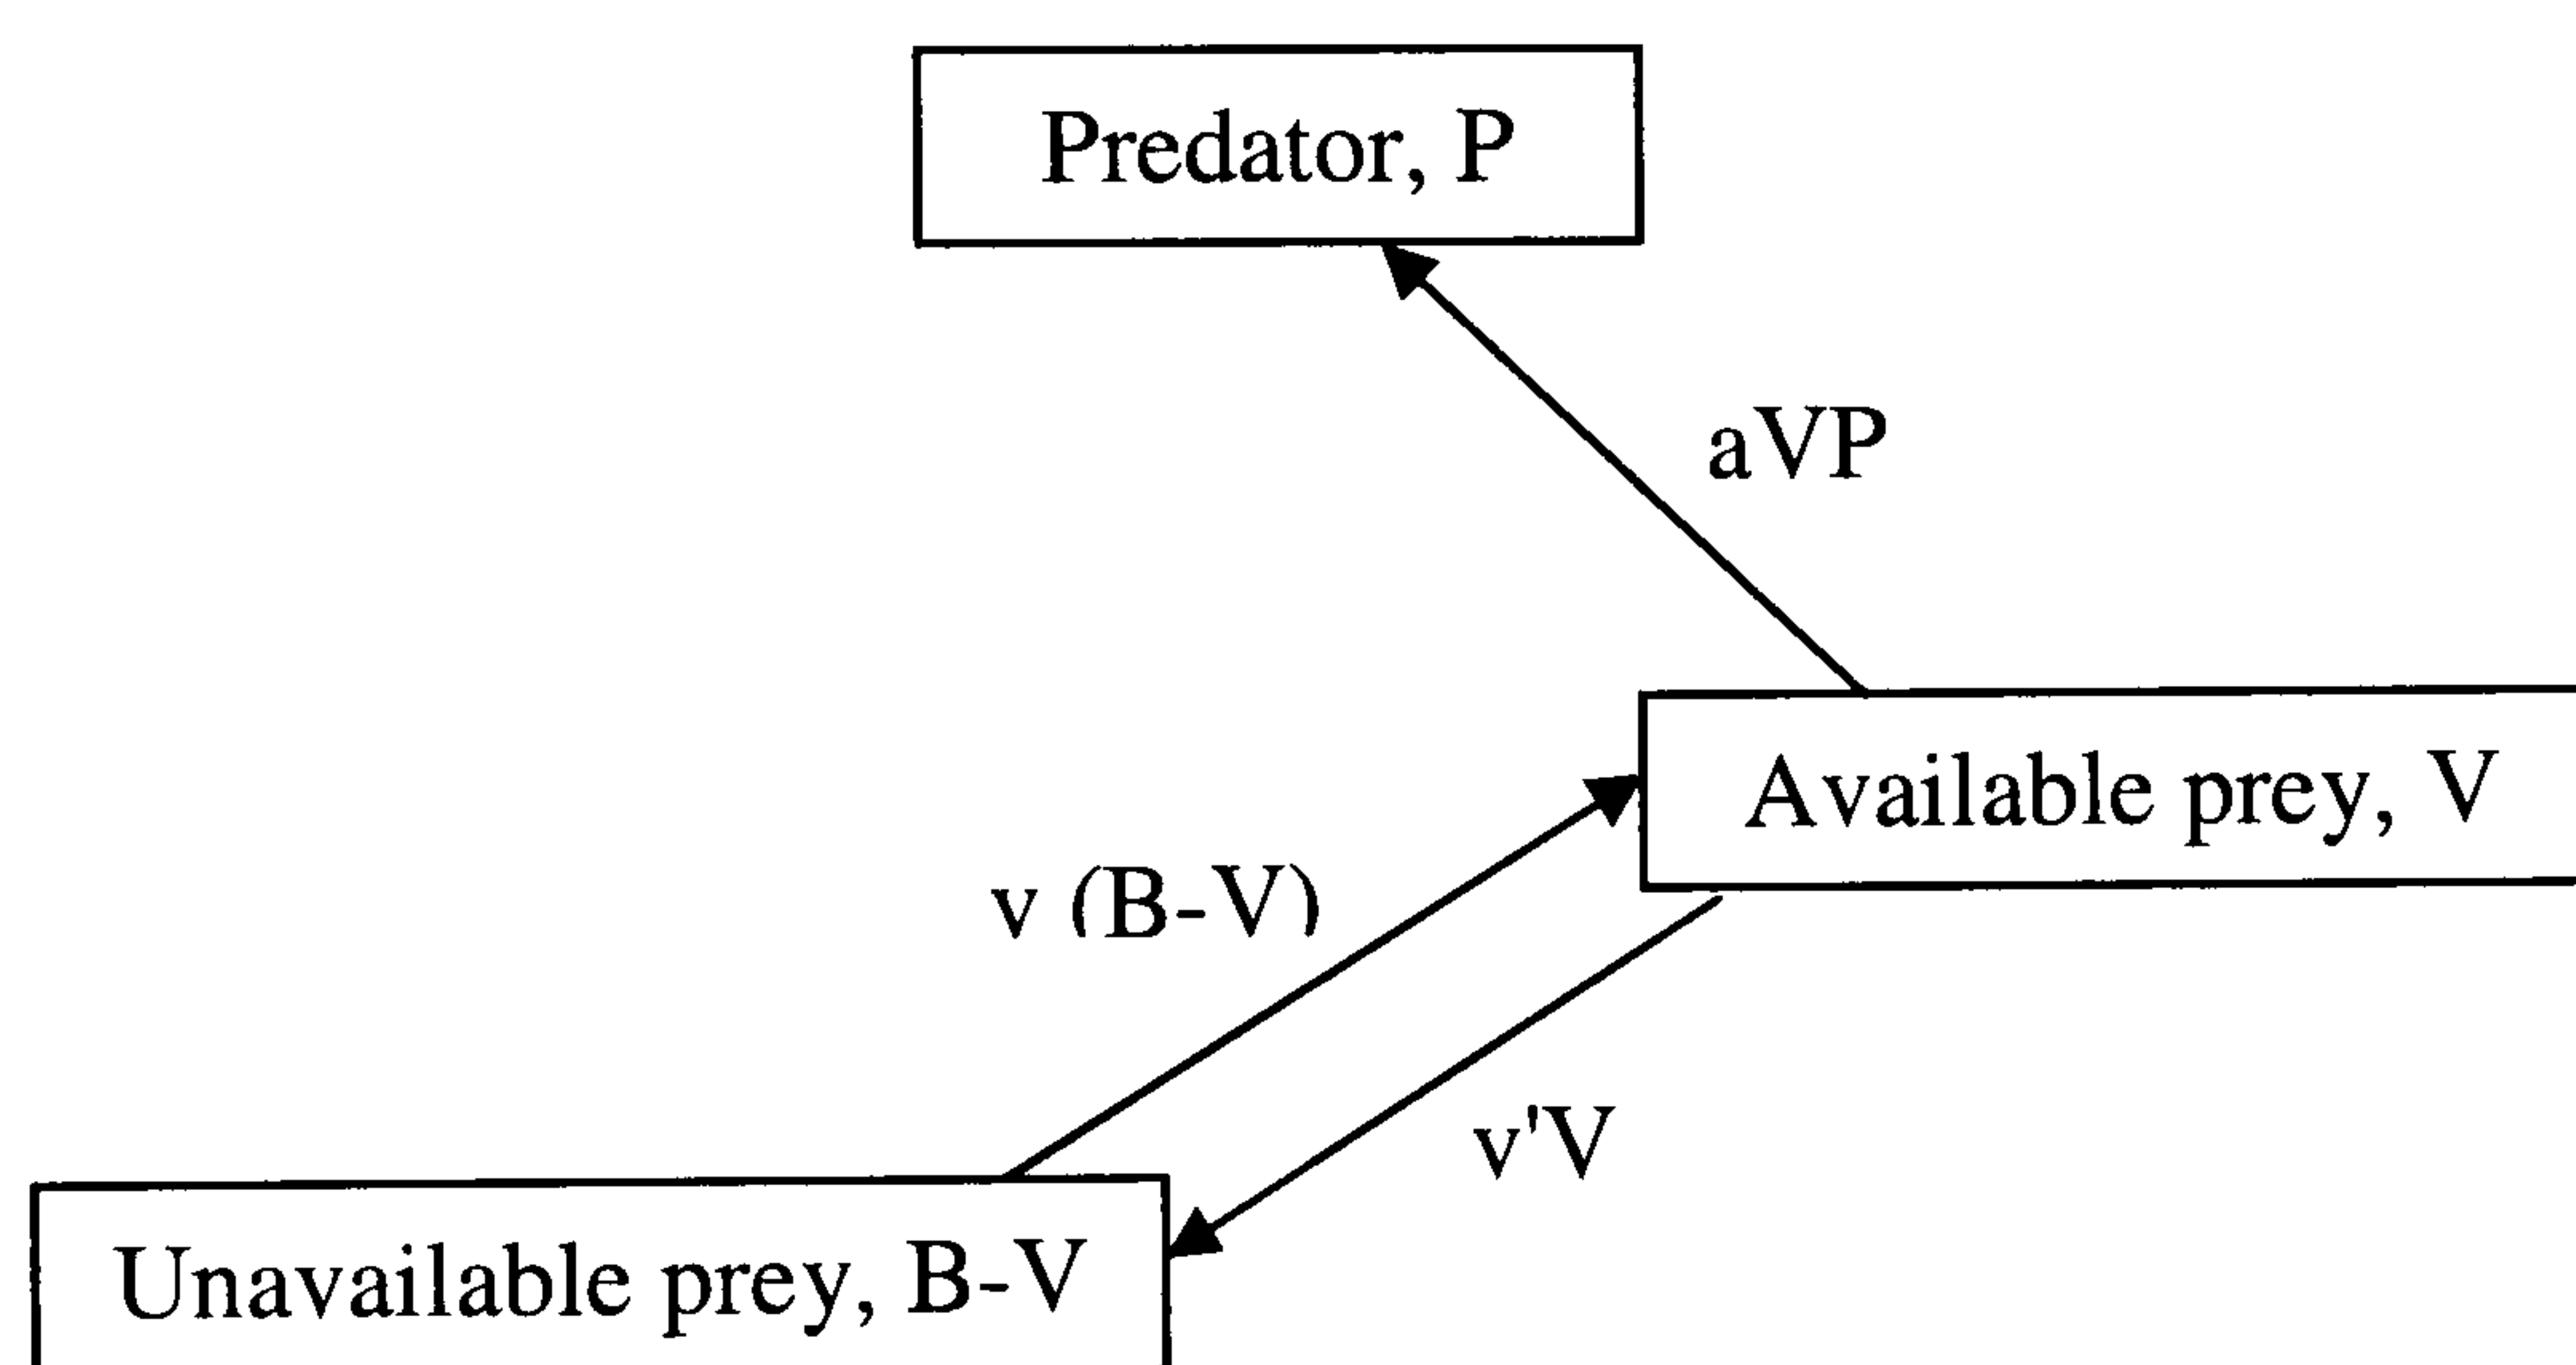 Predator, P
aVP
Available prey, V
v (B-V)
v'V
Unavailable prey, B-V